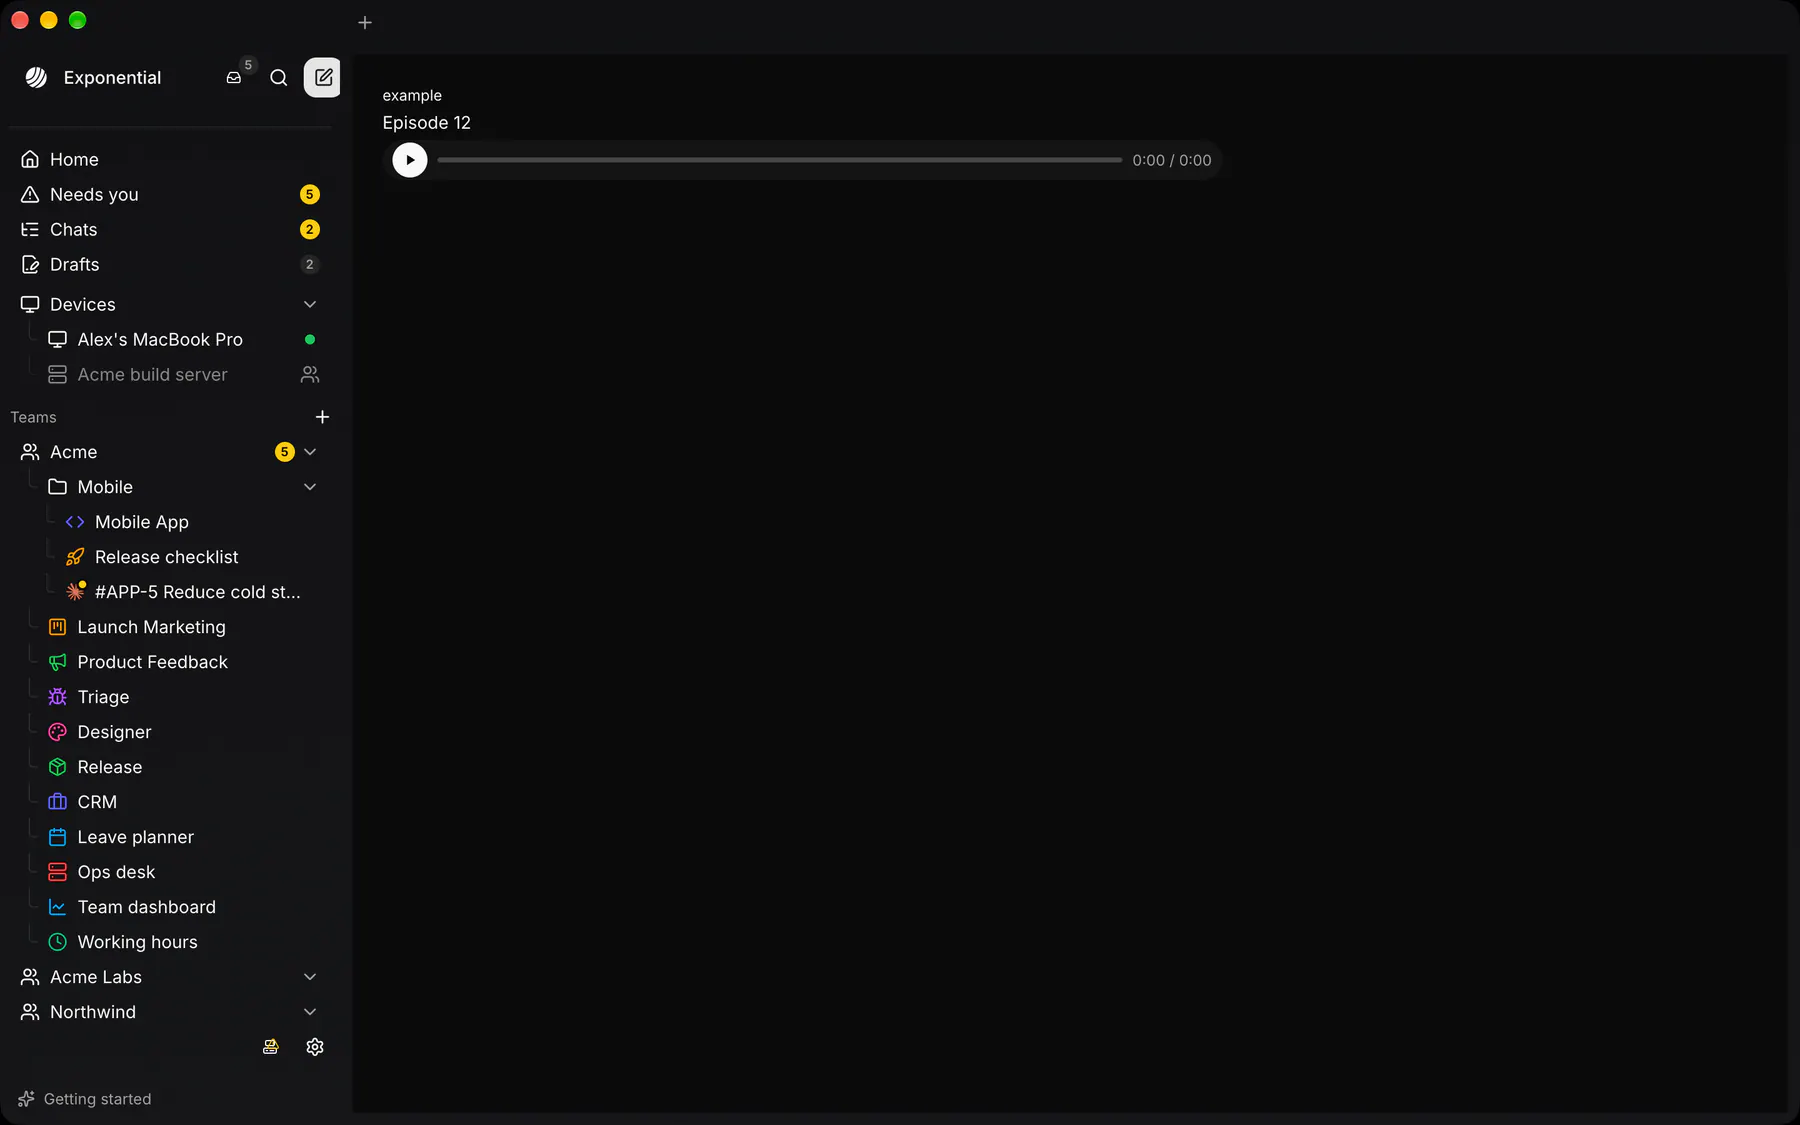 Exponential
5
Home
Needs you 5
Chats 2
Drafts 2
Devices
Alex's MacBook Pro
Acme build server
Teams
Acme 5
Mobile
Mobile App
Release checklist
#APP-5 Reduce cold st...
Launch Marketing
Product Feedback
Triage
Designer
Release
CRM
Leave planner
Ops desk
Team dashboard
Working hours
Acme Labs
Northwind
Getting started
example
Episode 12
0:00 / 0:00